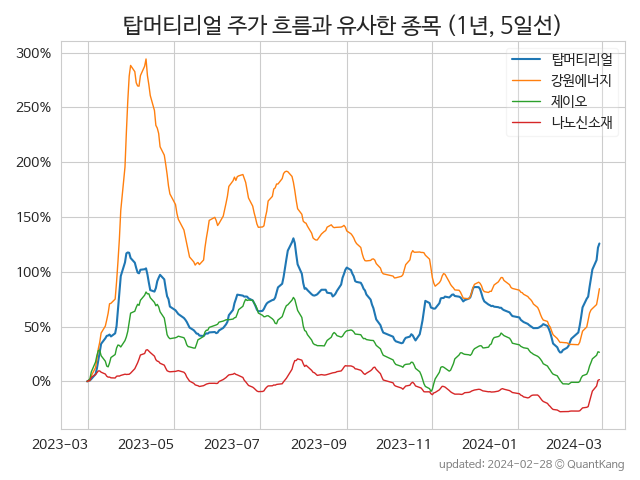 탑머티리얼 주가 흐름과 유사한 종목 (1년, 5일선)
300%
250%
200%
150%
100%
50%
0%
탑머티리얼
강원에너지
제이오
나노신소재
2023-03
2023-05
2023-07
2023-09
2023-11
2024-01
2024-03
updated: 2024-02-28 © QuantKang